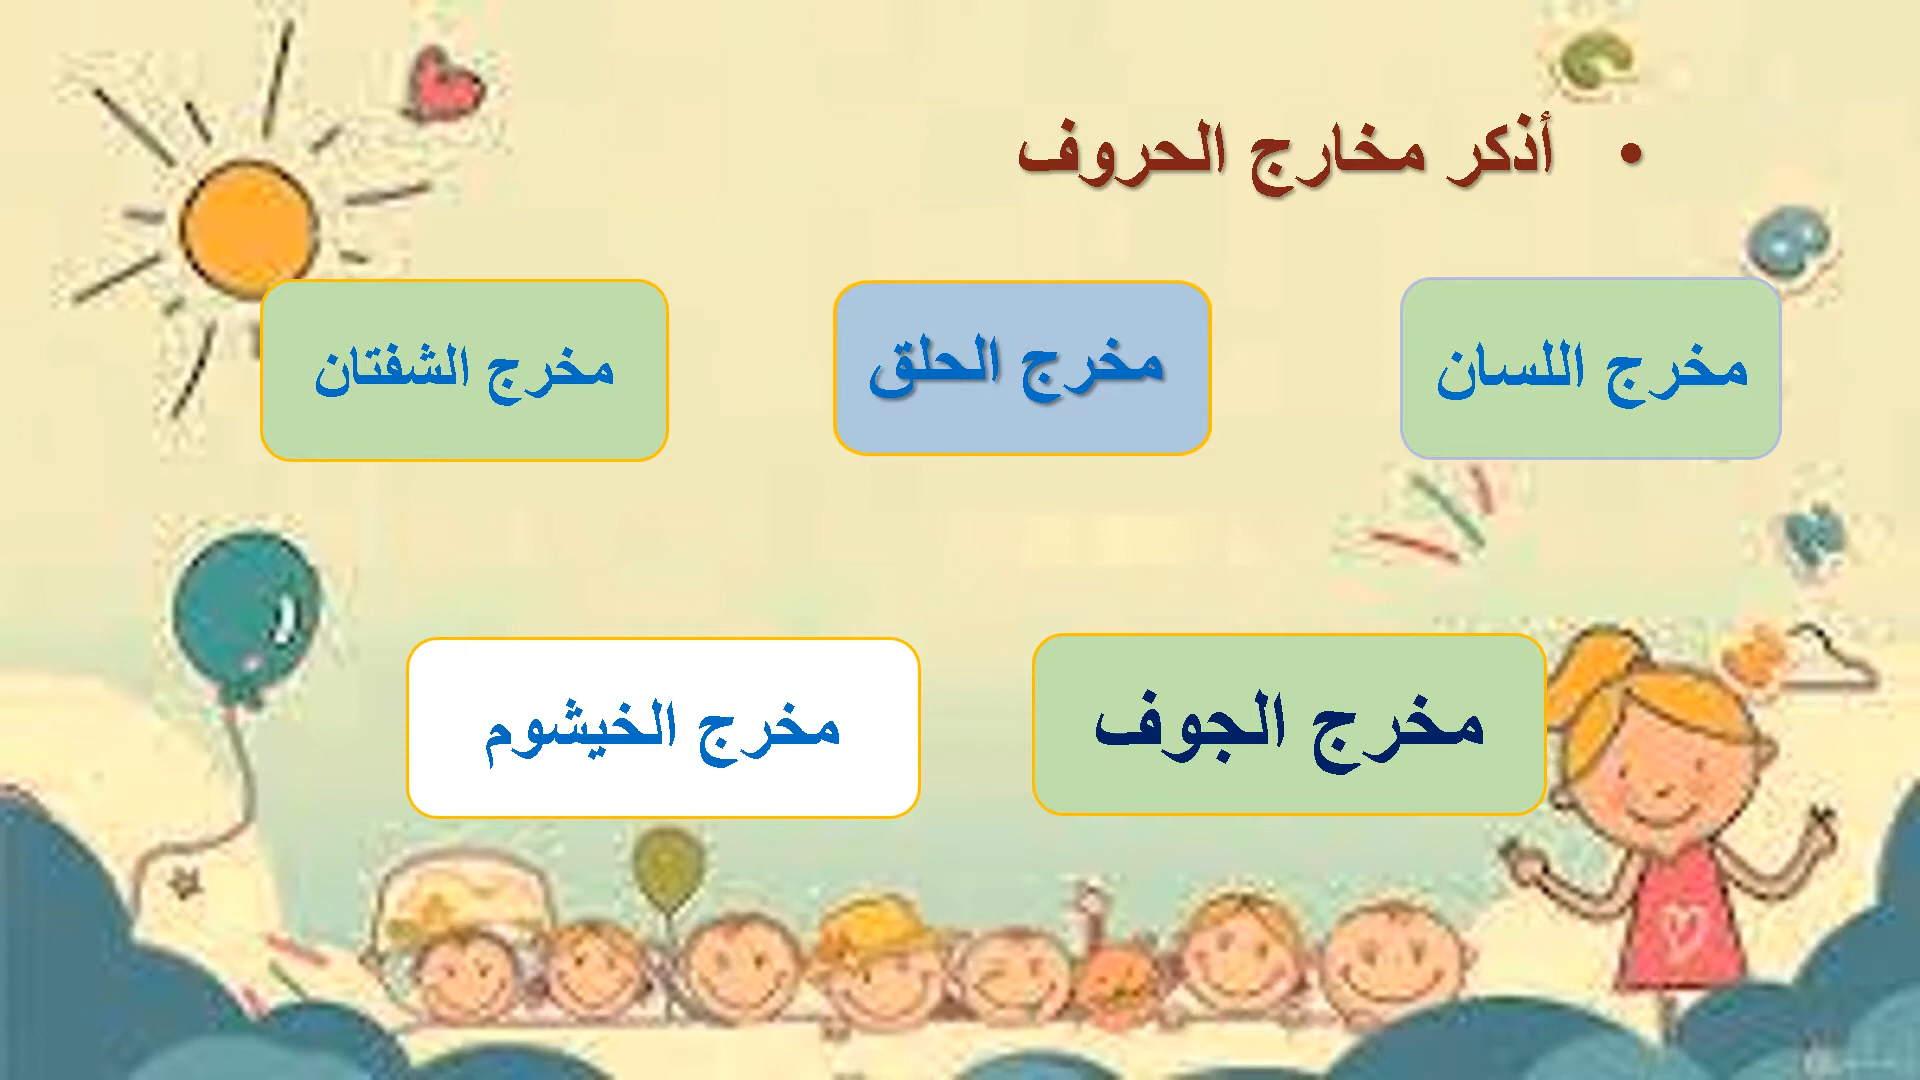 • أذكر مخارج الحروف
مخرج اللسان
مخرج الحلق
مخرج الشفتان
مخرج الجوف
مخرج الخيشوم